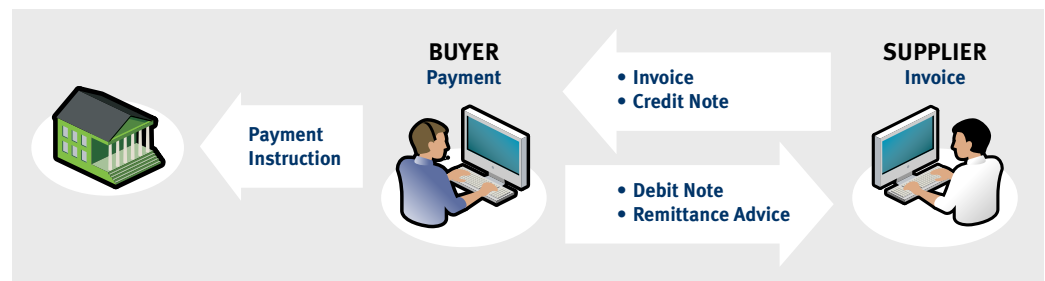 BUYER
Payment
SUPPLIER
Invoice
• Invoice
• Credit Note
Payment
Instruction
• Debit Note
• Remittance Advice